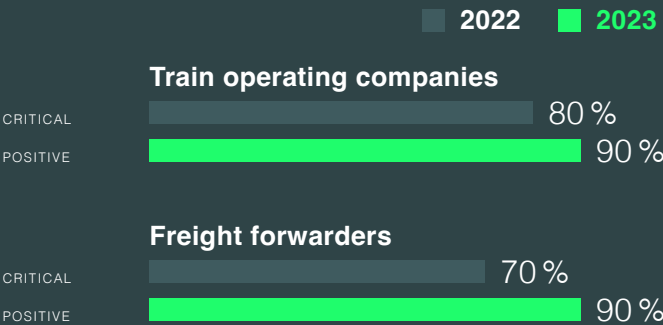 2022 2023
Train operating companies
CRITICAL 80 %
POSITIVE 90 %
Freight forwarders
CRITICAL 70 %
POSITIVE 90 %